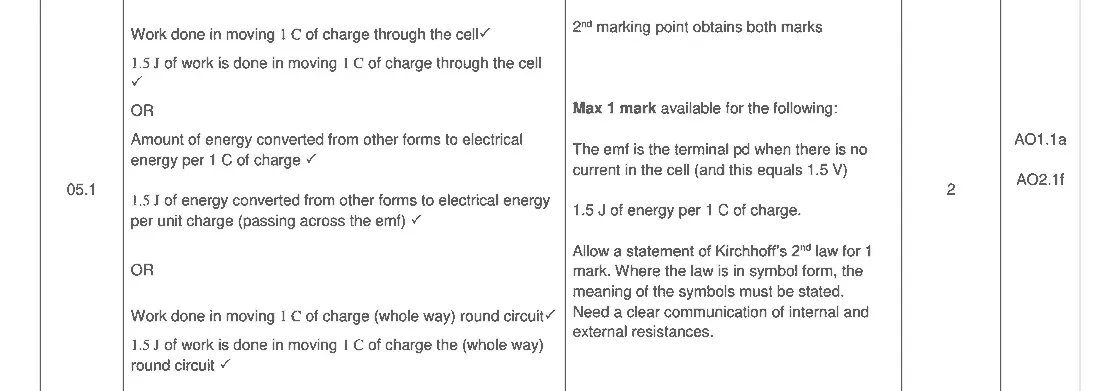 05.1
Work done in moving 1 C of charge through the cell✓
1.5 J of work is done in moving 1 C of charge through the cell
✓
OR
Amount of energy converted from other forms to electrical
energy per 1 C of charge ✓
1.5 J of energy converted from other forms to electrical energy
per unit charge (passing across the emf) ✓
OR
Work done in moving 1 C of charge (whole way) round circuit✓
1.5 J of work is done in moving 1 C of charge the (whole way)
round circuit ✓
2nd marking point obtains both marks
Max 1 mark available for the following:
The emf is the terminal pd when there is no
current in the cell (and this equals 1.5 V)
1.5 J of energy per 1 C of charge.
Allow a statement of Kirchhoff's 2nd law for 1
mark. Where the law is in symbol form, the
meaning of the symbols must be stated.
Need a clear communication of internal and
external resistances.
2
AO1.1a
AO2.1f